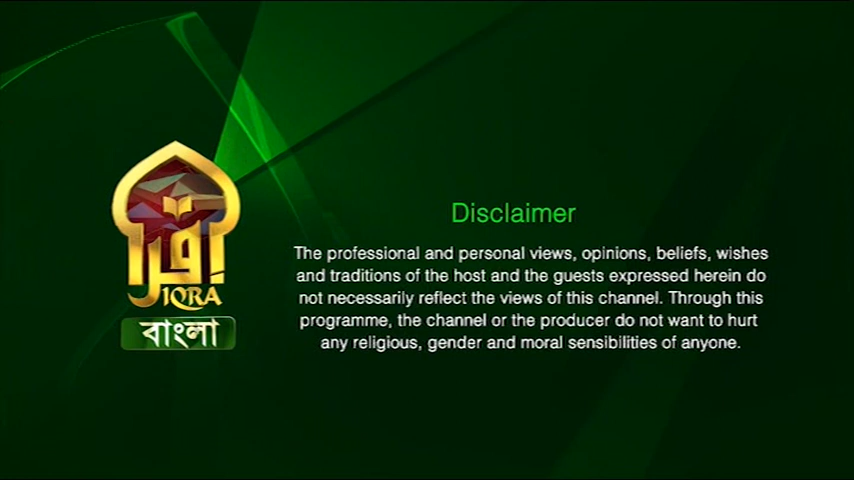 اقرأ
IQRA
বাংলা
Disclaimer
The professional and personal views, opinions, beliefs, wishes
and traditions of the host and the guests expressed herein do
not necessarily reflect the views of this channel. Through this
programme, the channel or the producer do not want to hurt
any religious, gender and moral sensibilities of anyone.